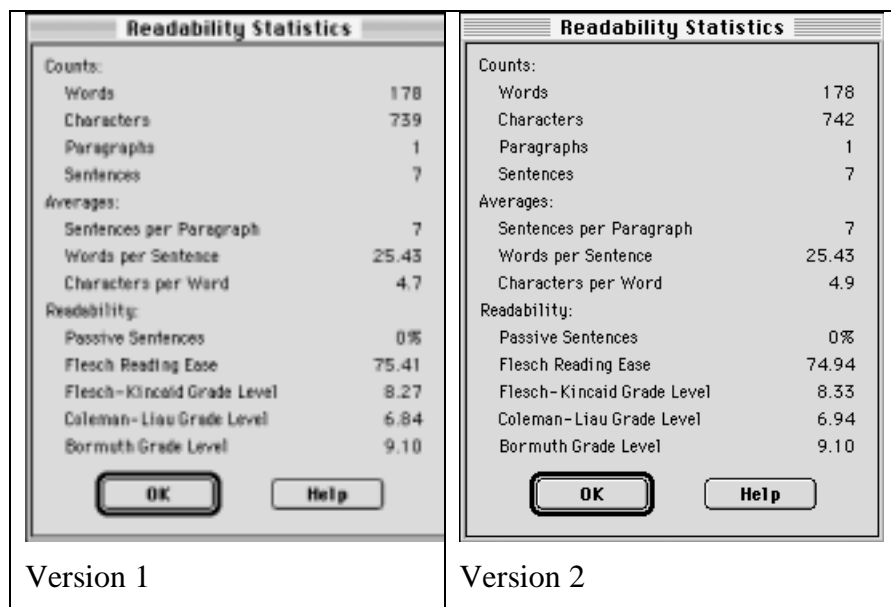 Readability Statistics
Counts:
Words 178
Characters 739
Paragraphs 1
Sentences 7
Averages:
Sentences per Paragraph 7
Words per Sentence 25.43
Characters per Word 4.7
Readability:
Passive Sentences 0%
Flesch Reading Ease 75.41
Flesch-Kincaid Grade Level 8.27
Coleman-Liau Grade Level 6.84
Bormuth Grade Level 9.10
OK Help
Version 1
Readability Statistics
Counts:
Words 178
Characters 742
Paragraphs 1
Sentences 7
Averages:
Sentences per Paragraph 7
Words per Sentence 25.43
Characters per Word 4.9
Readability:
Passive Sentences 0%
Flesch Reading Ease 74.94
Flesch-Kincaid Grade Level 8.33
Coleman-Liau Grade Level 6.94
Bormuth Grade Level 9.10
OK Help
Version 2